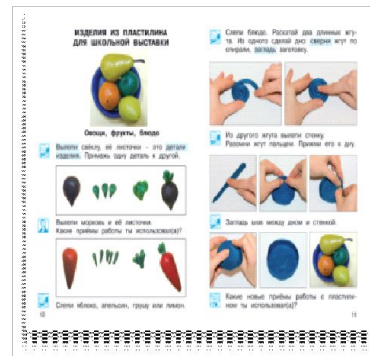 ИЗДЕЛИЯ ИЗ ПЛАСТИЛИНА
ДЛЯ ШКОЛЬНОЙ ВЫСТАВКИ
Овощи, фрукты, блюдо
Вылепи свёклу, её листочки – это детали
изделия. Примажь одну деталь к другой.
Вылепи морковь и её листочки.
Какие приёмы работы ты использовал(а)?
Слепи яблоко, апельсин, грушу или лимон.
10
Слепи блюдо. Раскатай два длинных жгу-
та. Из одного сделай дно: сверни жгут по
спирали, загладь заготовку.
Из другого жгута вылепи стенку.
Разомни жгут пальцем. Прижми его к дну.
Загладь шов между дном и стенкой.
Какие новые приёмы работы с пластили-
ном ты использовал(а)?
11